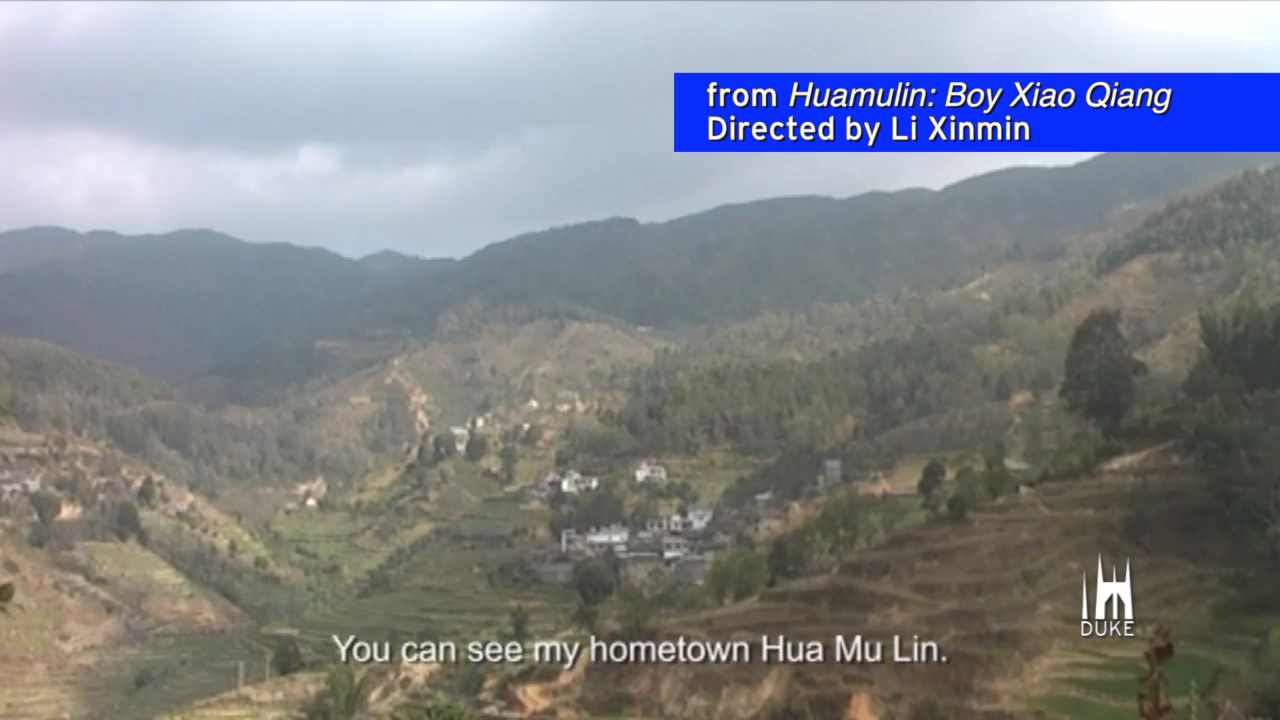 from Huamulin: Boy Xiao Qiang
Directed by Li Xinmin
DUKE
You can see my hometown Hua Mu Lin.